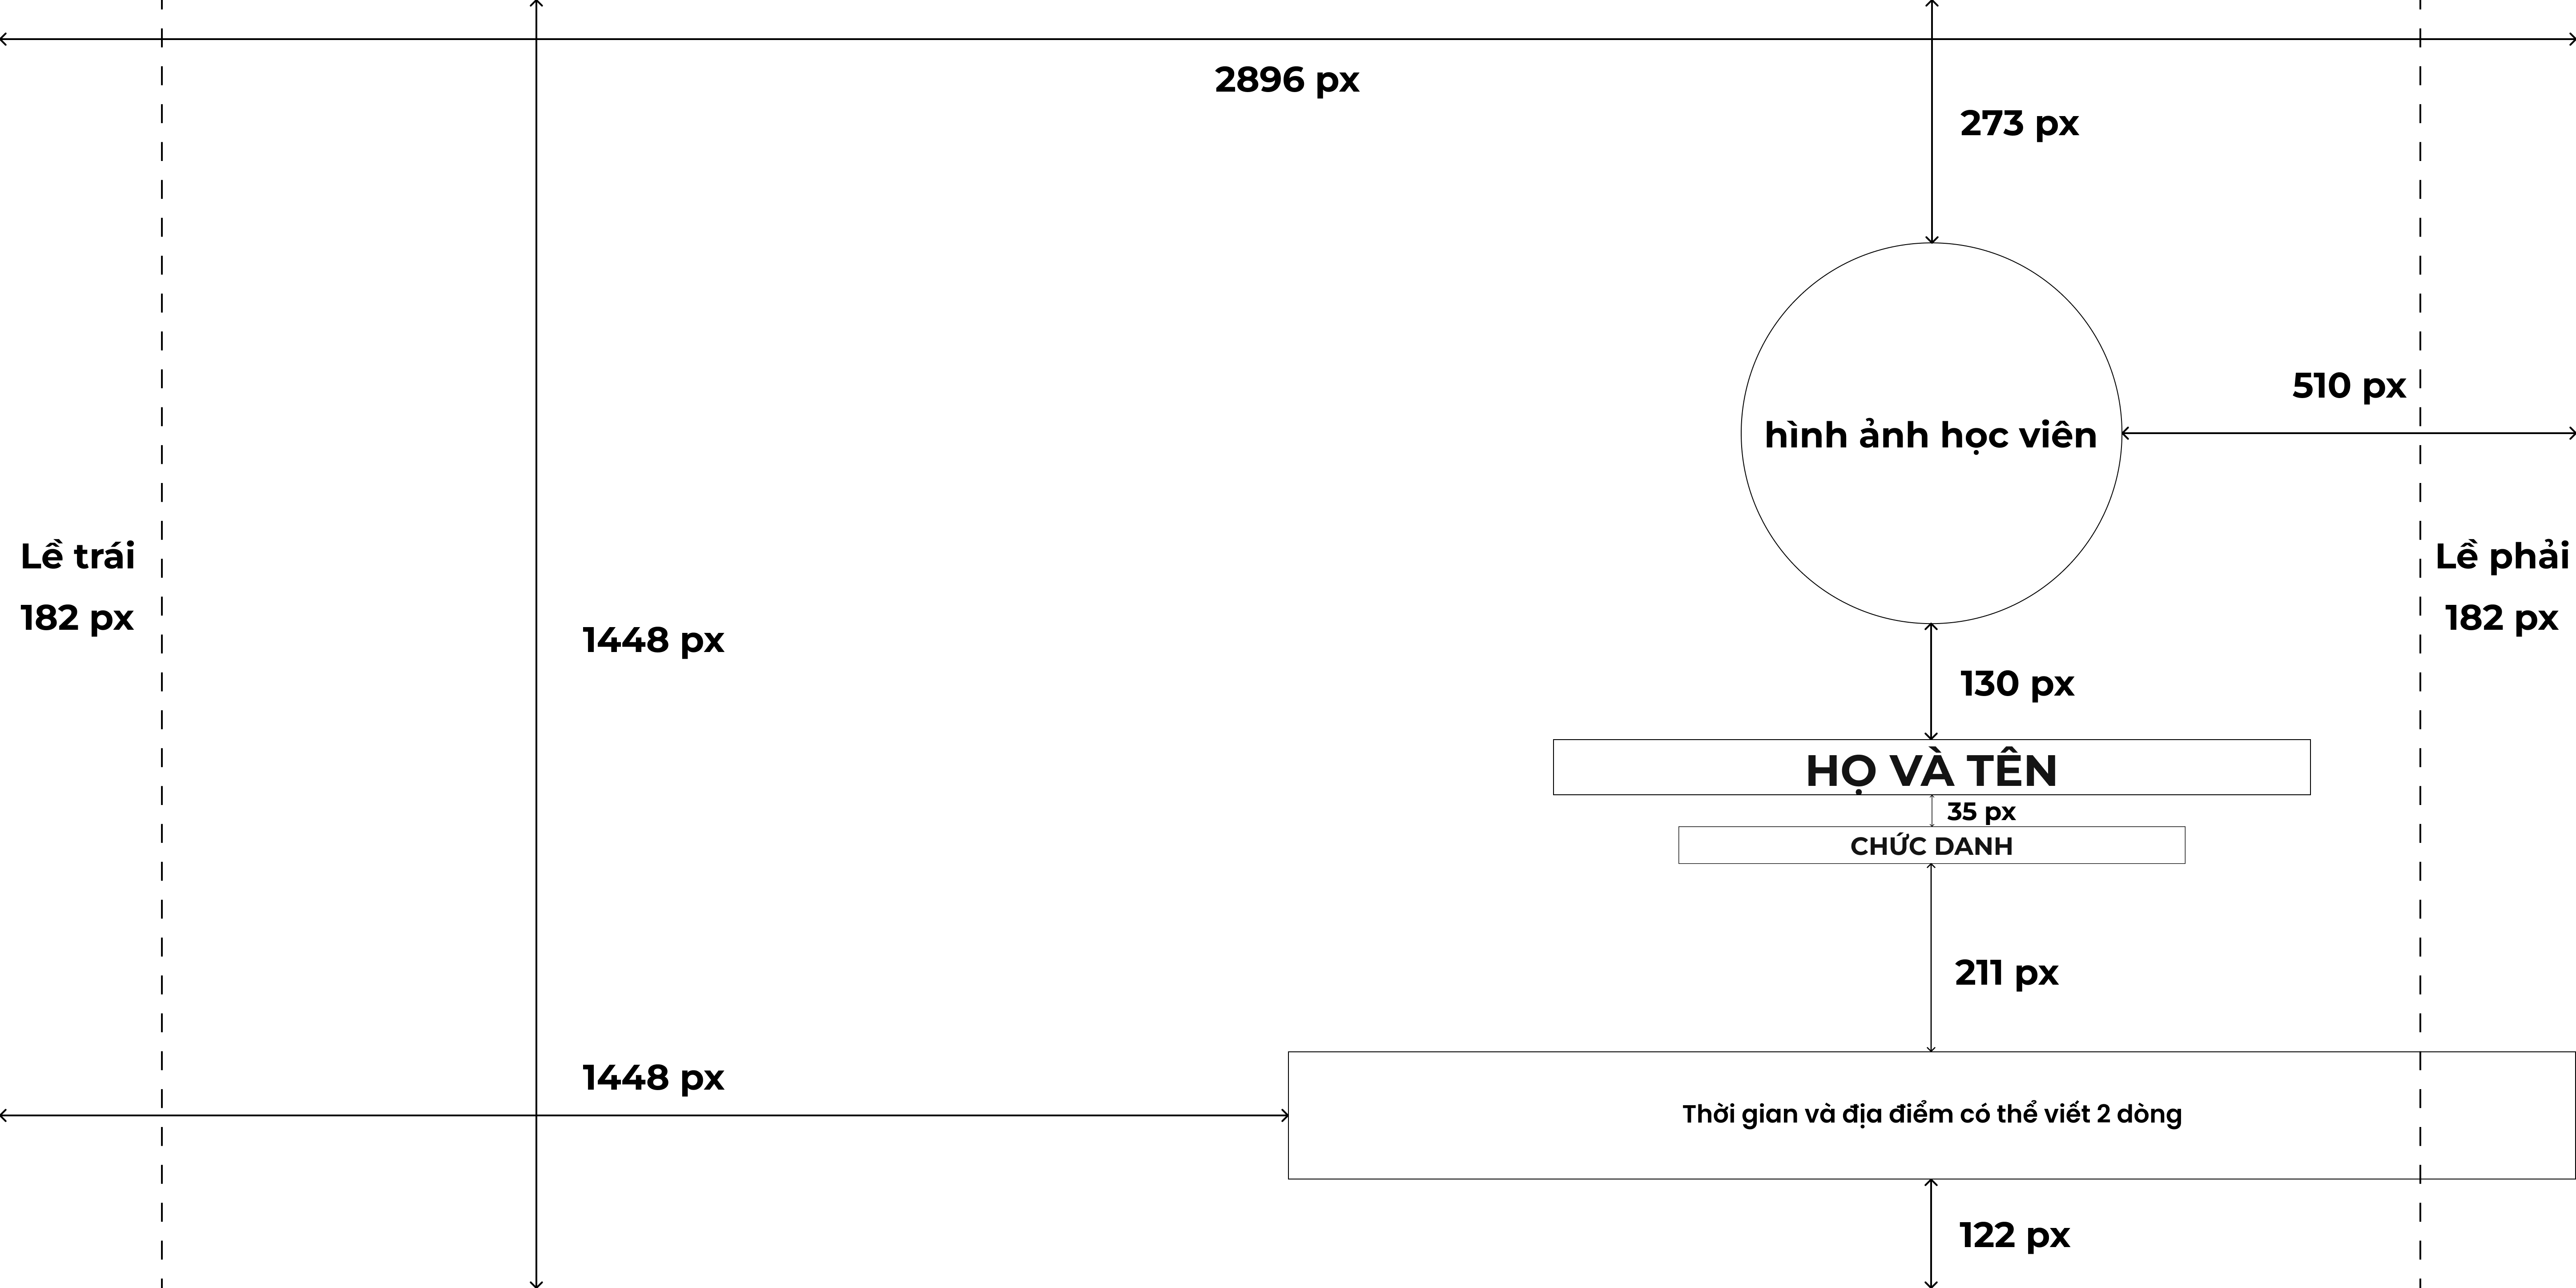 2896 px
273 px
510 px
hình ảnh học viên
Lề trái
182 px
Lề phải
182 px
1448 px
130 px
HỌ VÀ TÊN
35 px
CHỨC DANH
211 px
1448 px
Thời gian và địa điểm có thể viết 2 dòng
122 px